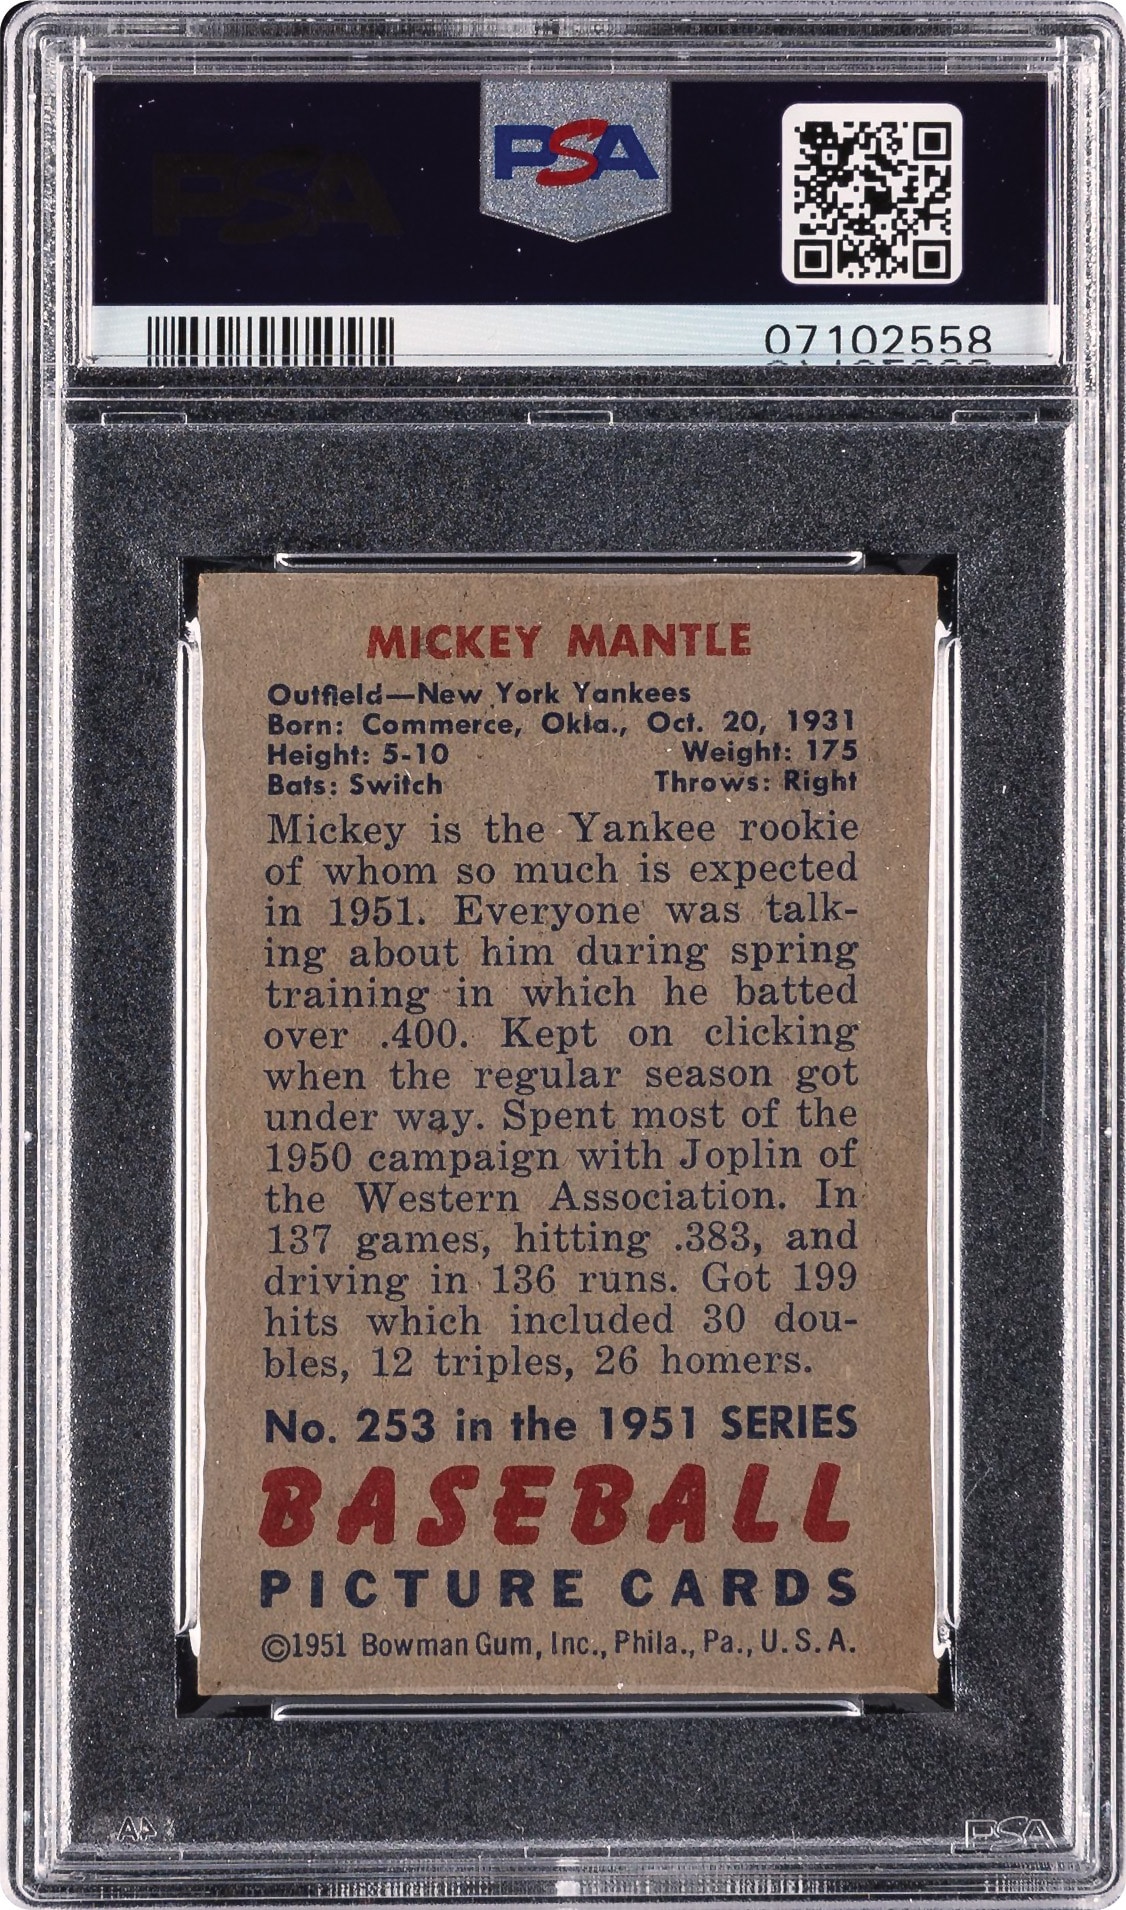 PSA
PSA
07102558
MICKEY MANTLE
Outfield—New York Yankees
Born: Commerce, Okla., Oct. 20, 1931
Height: 5-10 Weight: 175
Bats: Switch Throws: Right
Mickey is the Yankee rookie
of whom so much is expected
in 1951. Everyone was talk-
ing about him during spring
training in which he batted
over .400. Kept on clicking
when the regular season got
under way. Spent most of the
1950 campaign with Joplin of
the Western Association. In
137 games, hitting .383, and
driving in 136 runs. Got 199
hits which included 30 dou-
bles, 12 triples, 26 homers.
No. 253 in the 1951 SERIES
BASEBALL
PICTURE CARDS
©1951 Bowman Gum, Inc., Phila., Pa., U.S.A.
PSA